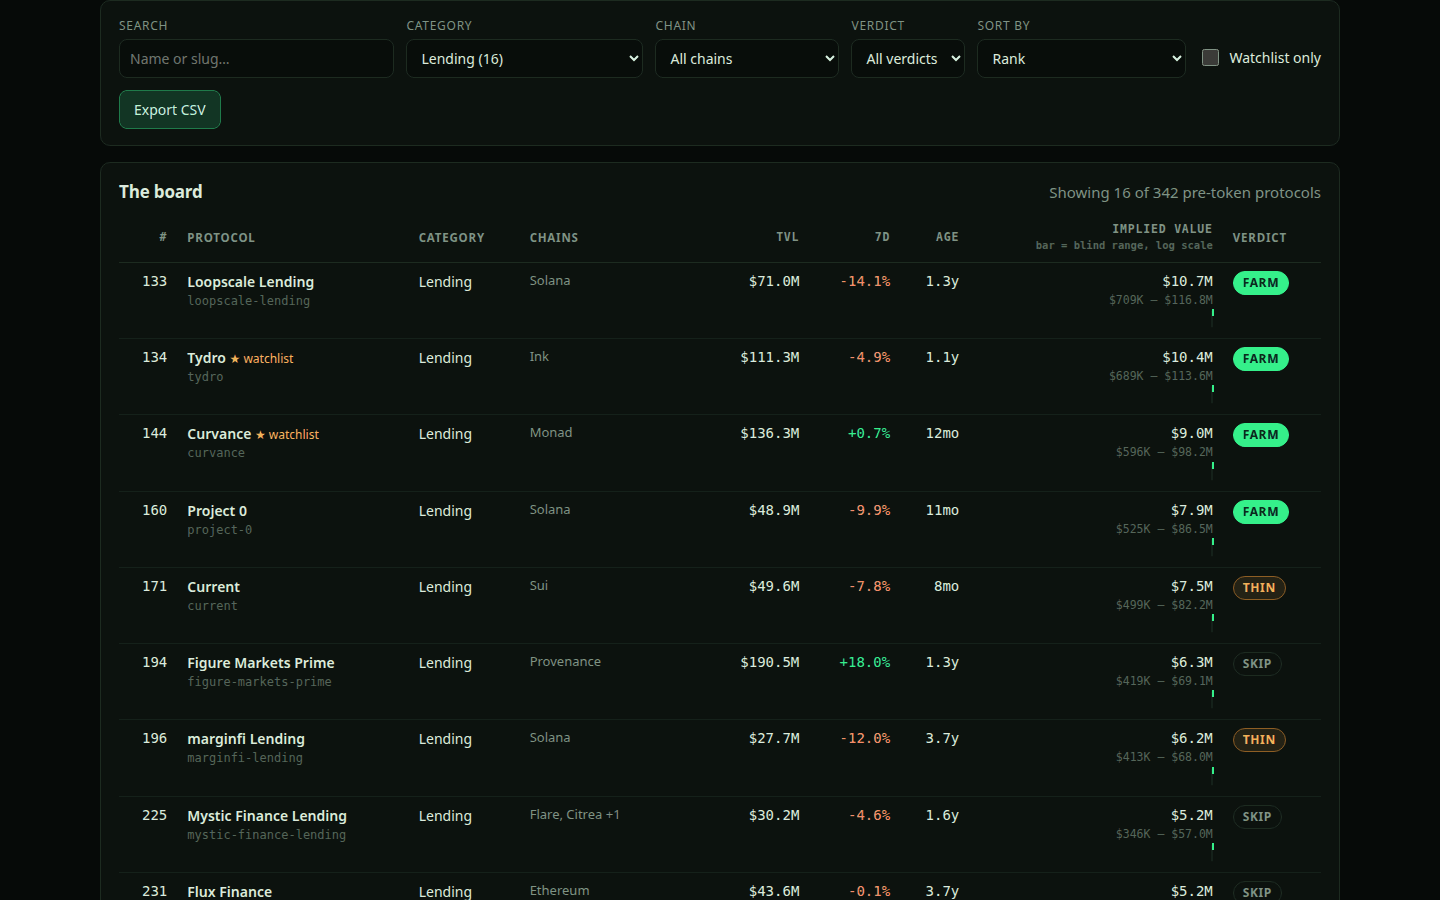 SEARCH CATEGORY CHAIN VERDICT SORT BY
Name or slug... Lending (16) All chains All verdicts Rank Watchlist only
Export CSV
The board Showing 16 of 342 pre-token protocols
# PROTOCOL CATEGORY CHAINS TVL 7D AGE IMPLIED VALUE VERDICT
bar = blind range, log scale
133 Loopscale Lending Lending Solana $71.0M -14.1% 1.3y $10.7M FARM
loopscale-lending $709K — $116.8M
134 Tydro ★ watchlist Lending Ink $111.3M -4.9% 1.1y $10.4M FARM
tydro $689K — $113.6M
144 Curvance ★ watchlist Lending Monad $136.3M +0.7% 12mo $9.0M FARM
curvance $596K — $98.2M
160 Project 0 Lending Solana $48.9M -9.9% 11mo $7.9M FARM
project-0 $525K — $86.5M
171 Current Lending Sui $49.6M -7.8% 8mo $7.5M THIN
current $499K — $82.2M
194 Figure Markets Prime Lending Provenance $190.5M +18.0% 1.3y $6.3M SKIP
figure-markets-prime $419K — $69.1M
196 marginfi Lending Lending Solana $27.7M -12.0% 3.7y $6.2M THIN
marginfi-lending $413K — $68.0M
225 Mystic Finance Lending Lending Flare, Citrea +1 $30.2M -4.6% 1.6y $5.2M SKIP
mystic-finance-lending $346K — $57.0M
231 Flux Finance Lending Ethereum $43.6M -0.1% 3.7y $5.2M SKIP